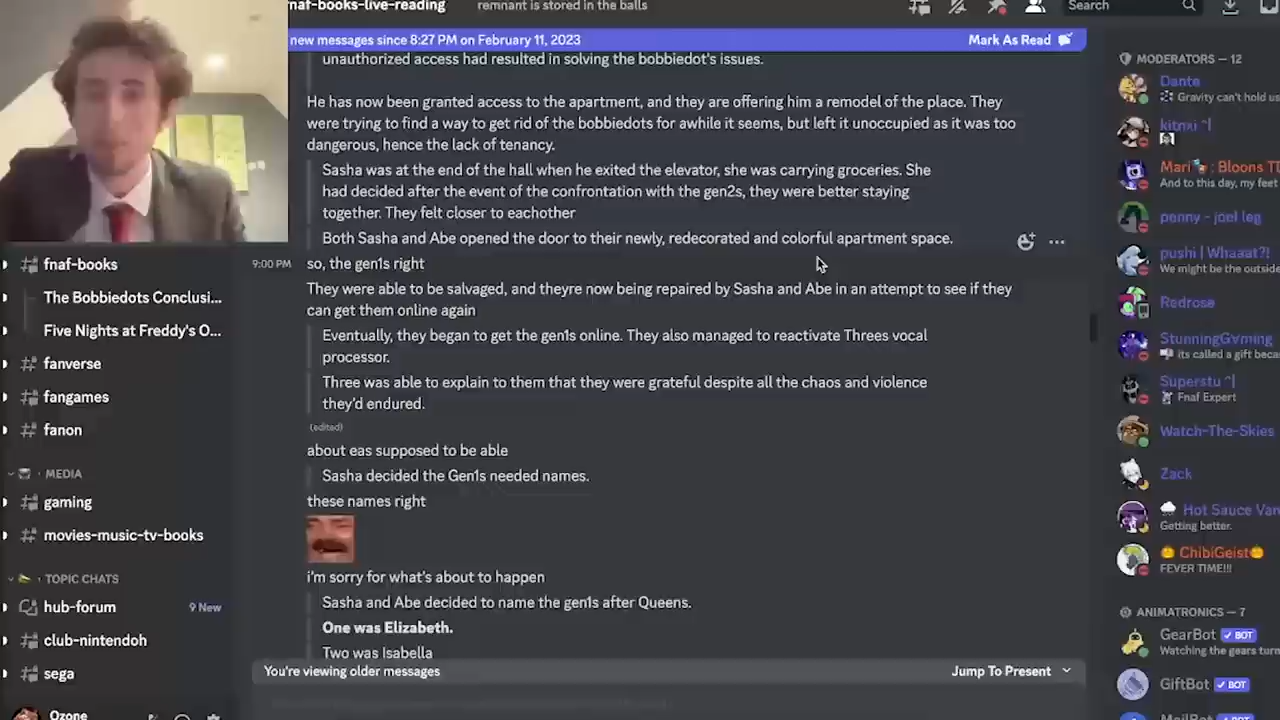 fnaf-books-live-reading
remnant is stored in the balls
Search
new messages since 8:27 PM on February 11, 2023
Mark As Read
unauthorized access had resulted in solving the bobbiedot's issues.
He has now been granted access to the apartment, and they are offering him a remodel of the place. They
were trying to find a way to get rid of the bobbiedots for awhile it seems, but left it unoccupied as it was too
dangerous, hence the lack of tenancy.
Sasha was at the end of the hall when he exited the elevator, she was carrying groceries. She
had decided after the event of the confrontation with the gen2s, they were better staying
together. They felt closer to eachother
Both Sasha and Abe opened the door to their newly, redecorated and colorful apartment space.
9:00 PM
so, the gen1s right
They were able to be salvaged, and theyre now being repaired by Sasha and Abe in an attempt to see if they
can get them online again
Eventually, they began to get the gen1s online. They also managed to reactivate Threes vocal
processor.
Three was able to explain to them that they were grateful despite all the chaos and violence
they'd endured.
(edited)
about eas supposed to be able
Sasha decided the Gen1s needed names.
these names right
i'm sorry for what's about to happen
Sasha and Abe decided to name the gen1s after Queens.
One was Elizabeth.
Two was Isabella
You're viewing older messages
Jump To Present
fnaf-books
The Bobbiedots Conclusi...
Five Nights at Freddy's O...
fanverse
fangames
fanon
MEDIA
gaming
movies-music-tv-books
TOPIC CHATS
hub-forum
9 New
club-nintendoh
sega
Ozone
MODERATORS — 12
Dante
Gravity can't hold us
kitnxi ~|
Mari : Bloons TD
And to this day, my feet
penny - joel leg
pushi | Whaaat?!
We might be the outside
Redrose
StunningGvming
its called a gift beca
Superstu ^|
Fnaf Expert
Watch-The-Skies
Zack
Hot Sauce Van
Getting better.
ChibiGeist
FEVER TIME!!!
ANIMATRONICS — 7
GearBot BOT
Watching the gears turn
GiftBot BOT
MailBot BOT